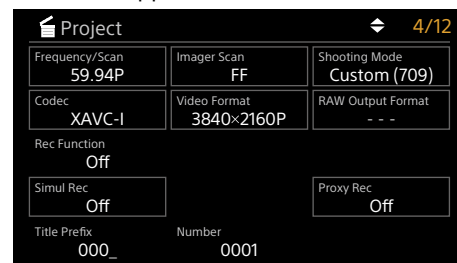 Project 4/12
Frequency/Scan Imager Scan Shooting Mode
59.94P FF Custom (709)
Codec Video Format RAW Output Format
XAVC-I 3840×2160P - - -
Rec Function
Off
Simul Rec Proxy Rec
Off Off
Title Prefix Number
000_ 0001